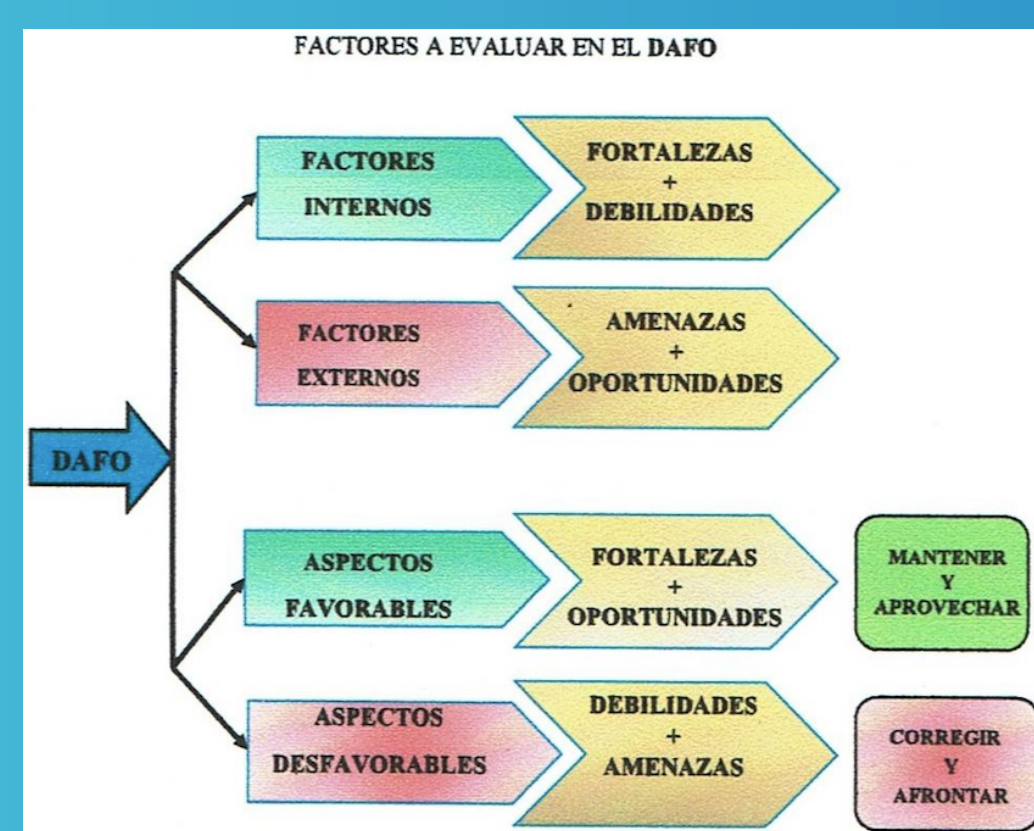 FACTORES A EVALUAR EN EL DAFO
FACTORES
INTERNOS
FORTALEZAS
+
DEBILIDADES
FACTORES
EXTERNOS
AMENAZAS
+
OPORTUNIDADES
DAFO
ASPECTOS
FAVORABLES
FORTALEZAS
+
OPORTUNIDADES
MANTENER
Y
APROVECHAR
ASPECTOS
DESFAVORABLES
DEBILIDADES
+
AMENAZAS
CORREGIR
Y
AFRONTAR